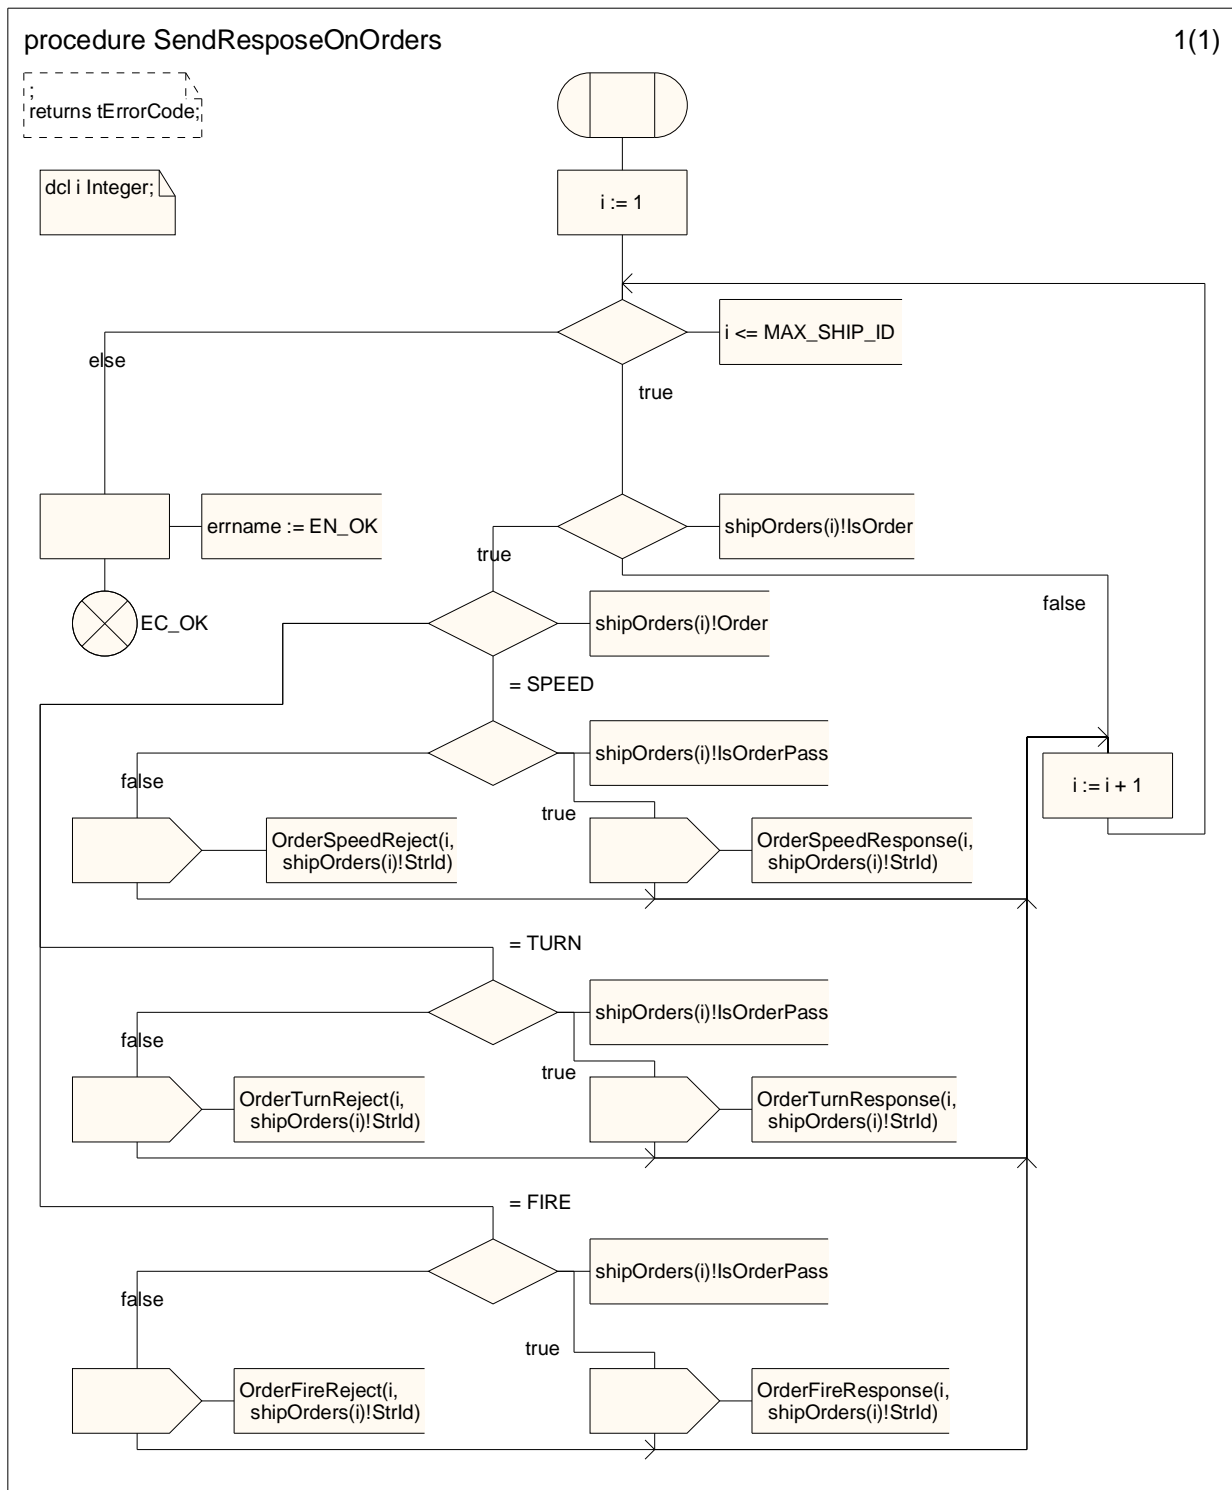 procedure SendResposeOnOrders
1(1)
;
returns tErrorCode;
dcl i Integer;
i := 1
i <= MAX_SHIP_ID
else
true
errname := EN_OK
shipOrders(i)!IsOrder
true
false
EC_OK
shipOrders(i)!Order
= SPEED
shipOrders(i)!IsOrderPass
false
true
i := i + 1
OrderSpeedReject(i,
shipOrders(i)!StrId)
OrderSpeedResponse(i,
shipOrders(i)!StrId)
= TURN
shipOrders(i)!IsOrderPass
false
true
OrderTurnReject(i,
shipOrders(i)!StrId)
OrderTurnResponse(i,
shipOrders(i)!StrId)
= FIRE
shipOrders(i)!IsOrderPass
false
true
OrderFireReject(i,
shipOrders(i)!StrId)
OrderFireResponse(i,
shipOrders(i)!StrId)